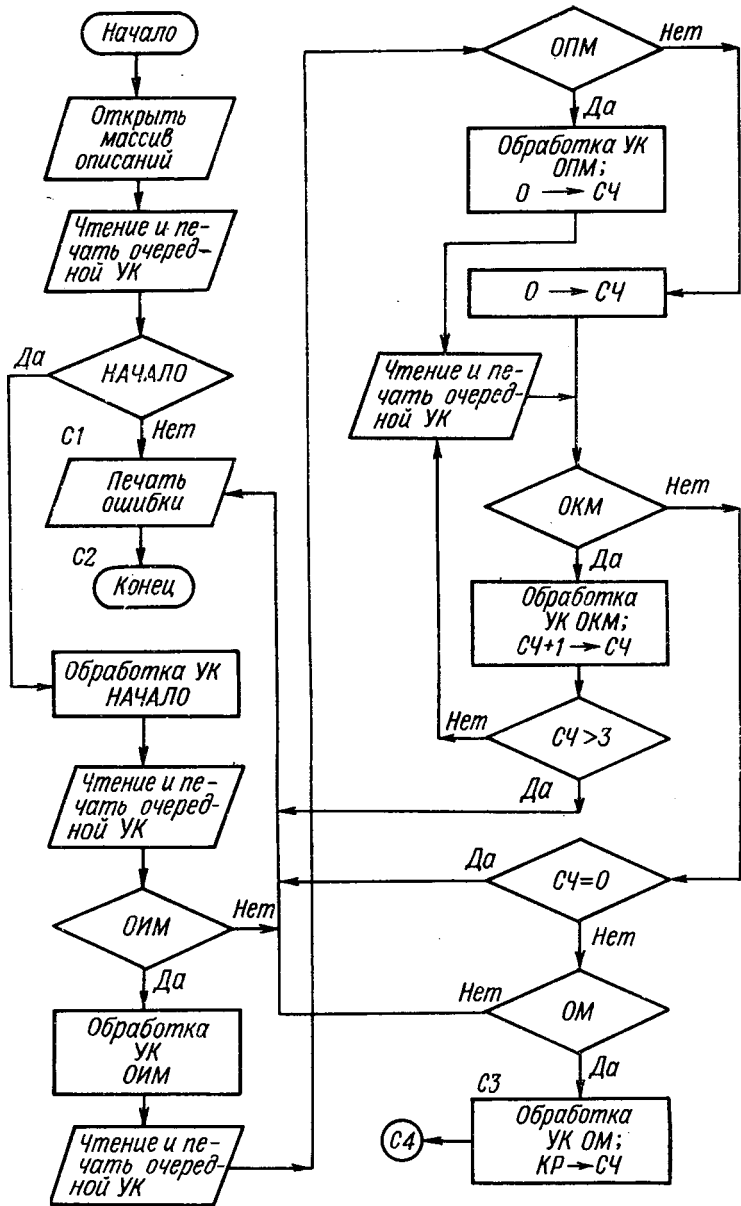 Начало
Открыть
массив
описаний
Чтение и пе-
чать очеред-
ной УК
Да
НАЧАЛО
С1
Нет
Печать
ошибки
С2
Конец
Обработка УК
НАЧАЛО
Чтение и пе-
чать очеред-
ной УК
ОИМ
Нет
Да
Обработка
УК
ОИМ
Чтение и пе-
чать очеред-
ной УК
ОПМ
Нет
Да
Обработка УК
ОПМ;
0 → СЧ
0 → СЧ
Чтение и пе-
чать очеред-
ной УК
ОКМ
Нет
Да
Обработка
УК ОКМ;
СЧ+1 → СЧ
Нет
СЧ>3
Да
Да
СЧ=0
Нет
Нет
ОМ
Да
С3
Обработка
УК ОМ;
КР → СЧ
С4